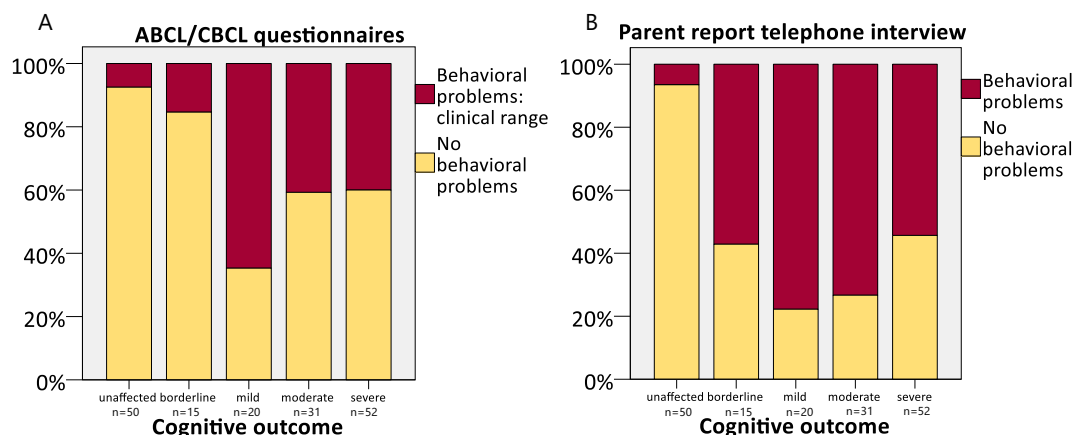 A
ABCL/CBCL questionnaires
100%
80%
60%
40%
20%
0%
Behavioral
problems:
clinical range
No
behavioral
problems
unaffected borderline mild moderate severe
n=50 n=15 n=20 n=31 n=52
Cognitive outcome
B
Parent report telephone interview
100%
80%
60%
40%
20%
0%
Behavioral
problems
No
behavioral
problems
unaffected borderline mild moderate severe
n=50 n=15 n=20 n=31 n=52
Cognitive outcome